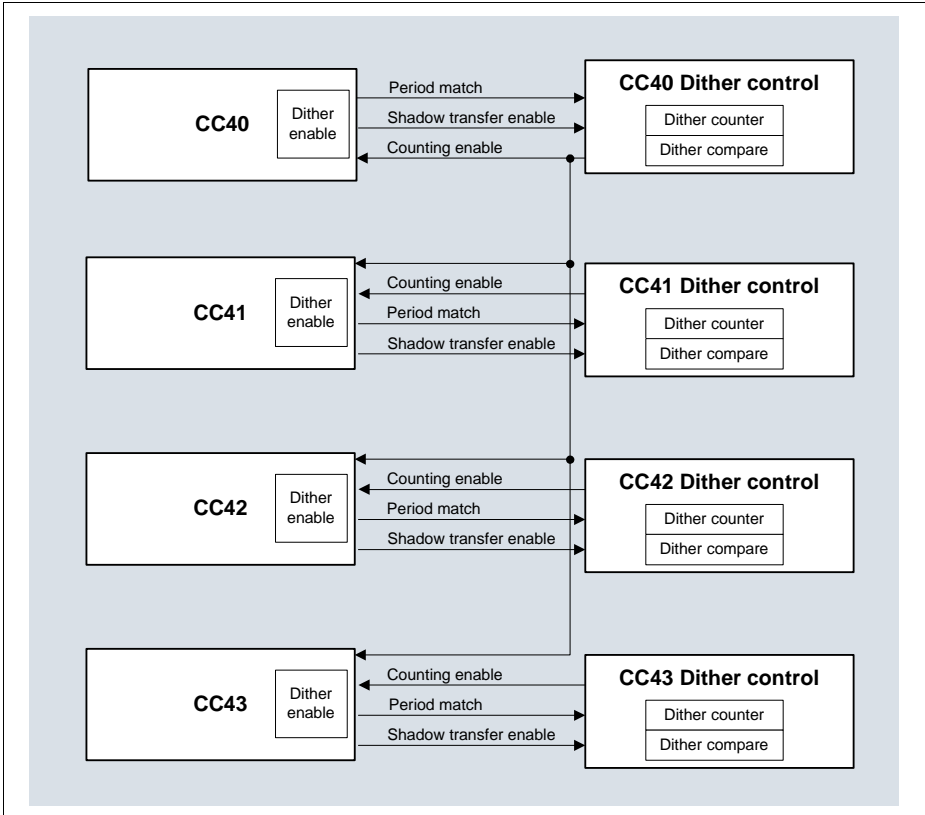 CC40
Dither
enable
Period match
Shadow transfer enable
Counting enable
CC40 Dither control
Dither counter
Dither compare
CC41
Dither
enable
Counting enable
Period match
Shadow transfer enable
CC41 Dither control
Dither counter
Dither compare
CC42
Dither
enable
Counting enable
Period match
Shadow transfer enable
CC42 Dither control
Dither counter
Dither compare
CC43
Dither
enable
Counting enable
Period match
Shadow transfer enable
CC43 Dither control
Dither counter
Dither compare